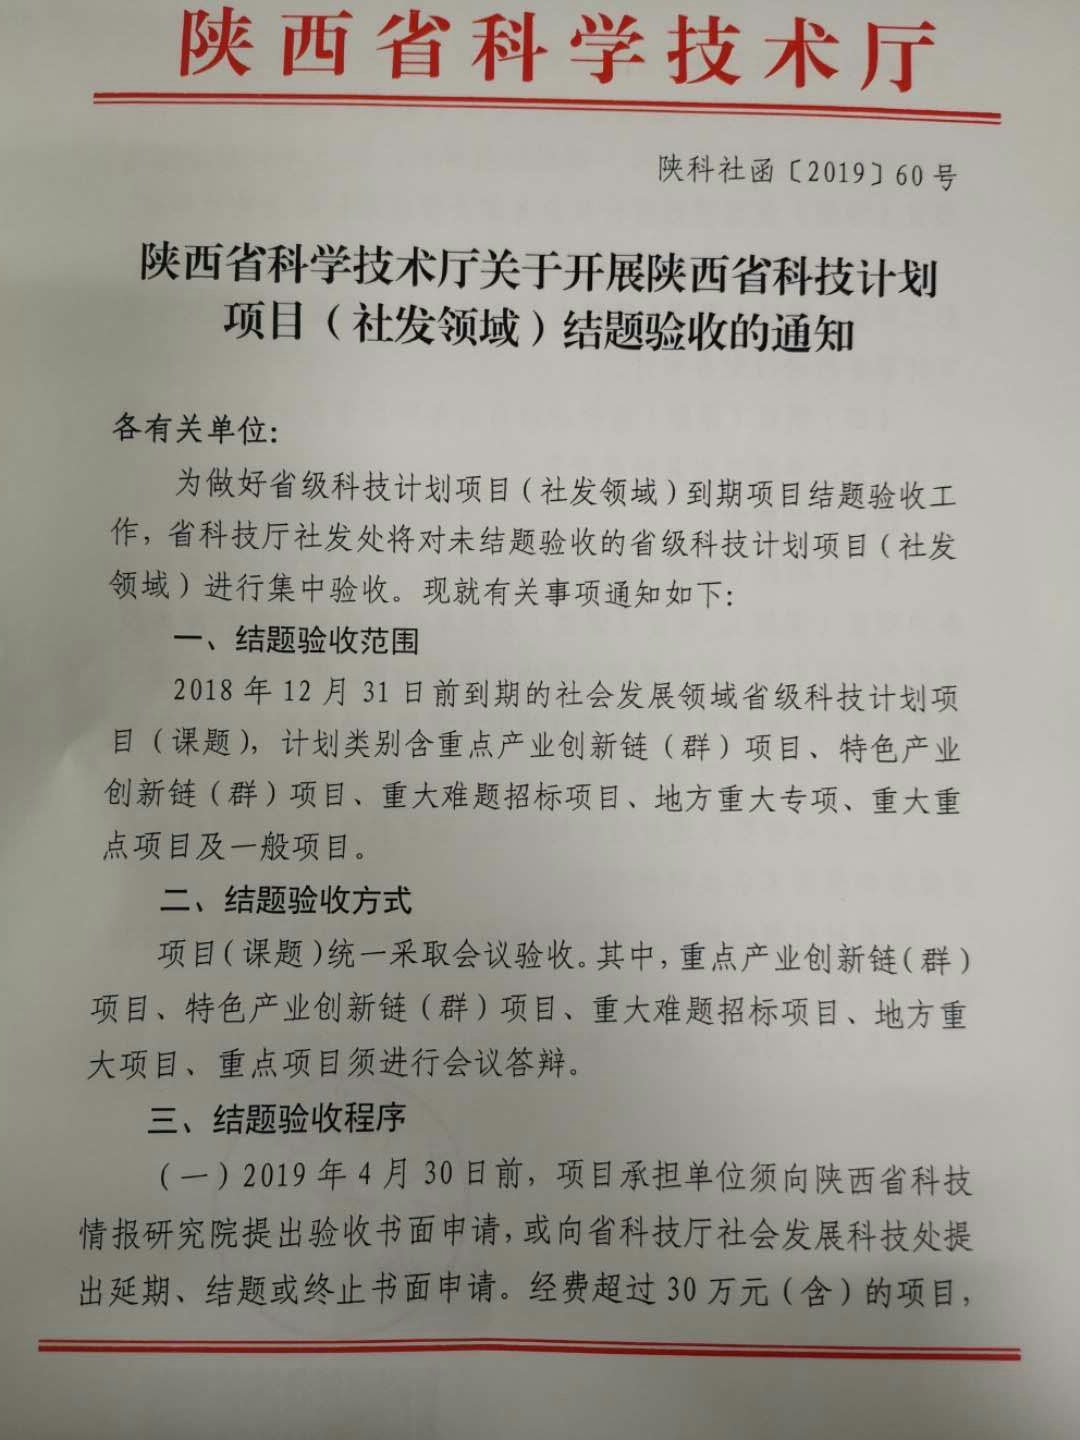 陕西省科学技术厅
陕科社函〔2019〕60号
陕西省科学技术厅关于开展陕西省科技计划
项目（社发领域）结题验收的通知
各有关单位：
为做好省级科技计划项目（社发领域）到期项目结题验收工
作，省科技厅社发处将对未结题验收的省级科技计划项目（社发
领域）进行集中验收。现就有关事项通知如下：
一、结题验收范围
2018年12月31日前到期的社会发展领域省级科技计划项
目（课题），计划类别含重点产业创新链（群）项目、特色产业
创新链（群）项目、重大难题招标项目、地方重大专项、重大重
点项目及一般项目。
二、结题验收方式
项目（课题）统一采取会议验收。其中，重点产业创新链（群）
项目、特色产业创新链（群）项目、重大难题招标项目、地方重
大项目、重点项目须进行会议答辩。
三、结题验收程序
（一）2019年4月30日前，项目承担单位须向陕西省科技
情报研究院提出验收书面申请，或向省科技厅社会发展科技处提
出延期、结题或终止书面申请。经费超过30万元（含）的项目，